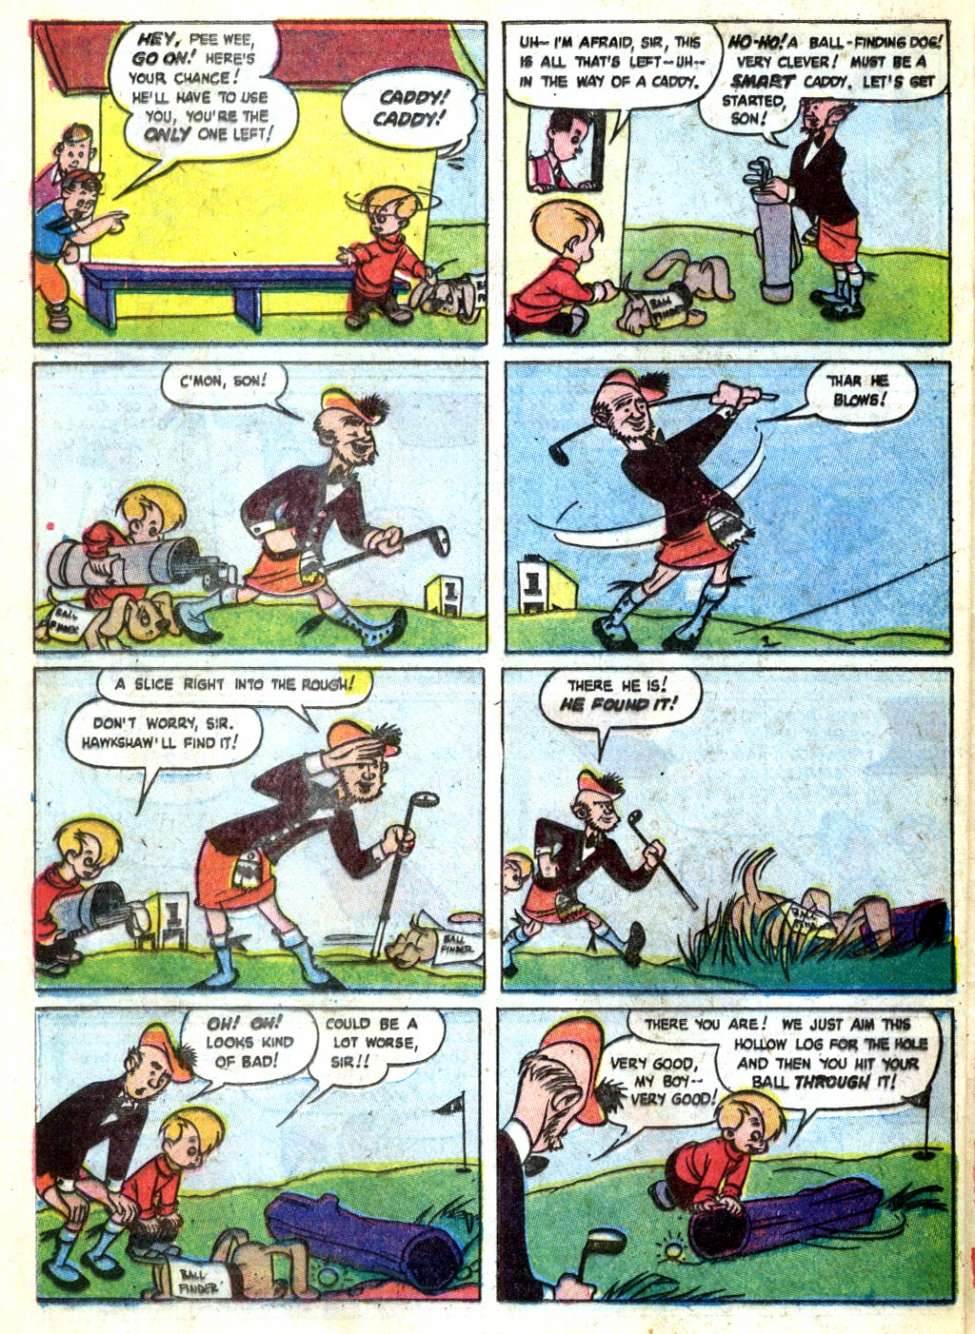 HEY, PEE WEE,
GO ON! HERE'S
YOUR CHANCE!
HE'LL HAVE TO USE
YOU, YOU'RE THE
ONLY ONE LEFT!
CADDY!
CADDY!
UH-- I'M AFRAID, SIR, THIS
IS ALL THAT'S LEFT--UH--
IN THE WAY OF A CADDY.
HO-HO! A BALL-FINDING DOG!
VERY CLEVER! MUST BE A
SMART CADDY. LET'S GET
STARTED,
SON!
BALL
FINDER
C'MON, SON!
BALL
1
THAR HE
BLOWS!
1
A SLICE RIGHT INTO THE ROUGH!
DON'T WORRY, SIR.
HAWKSHAW'LL FIND IT!
1
BALL
FINDER
THERE HE IS!
HE FOUND IT!
OH! OH!
LOOKS KIND
OF BAD!
COULD BE A
LOT WORSE,
SIR!!
BALL
FINDER
THERE YOU ARE! WE JUST AIM THIS
HOLLOW LOG FOR THE HOLE
AND THEN YOU HIT YOUR
BALL THROUGH IT!
VERY GOOD,
MY BOY--
VERY GOOD!